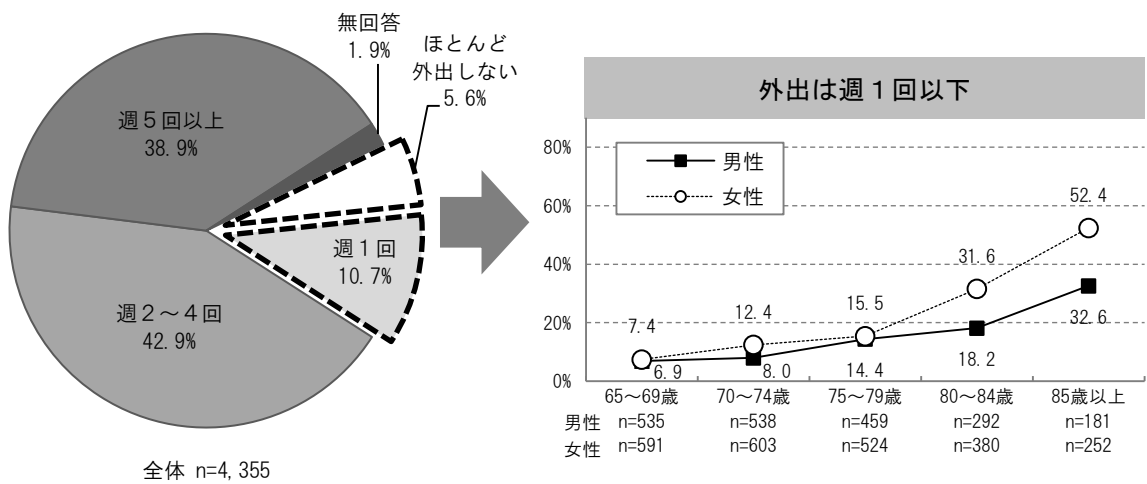 無回答
1.9%
ほとんど
外出しない
5.6%
週５回以上
38.9%
週１回
10.7%
週２～４回
42.9%
全体 n=4,355
外出は週１回以下
80%
60%
40%
20%
0%
男性
女性
7.4
12.4
15.5
31.6
52.4
6.9
8.0
14.4
18.2
32.6
65～69歳 70～74歳 75～79歳 80～84歳 85歳以上
男性 n=535 n=538 n=459 n=292 n=181
女性 n=591 n=603 n=524 n=380 n=252